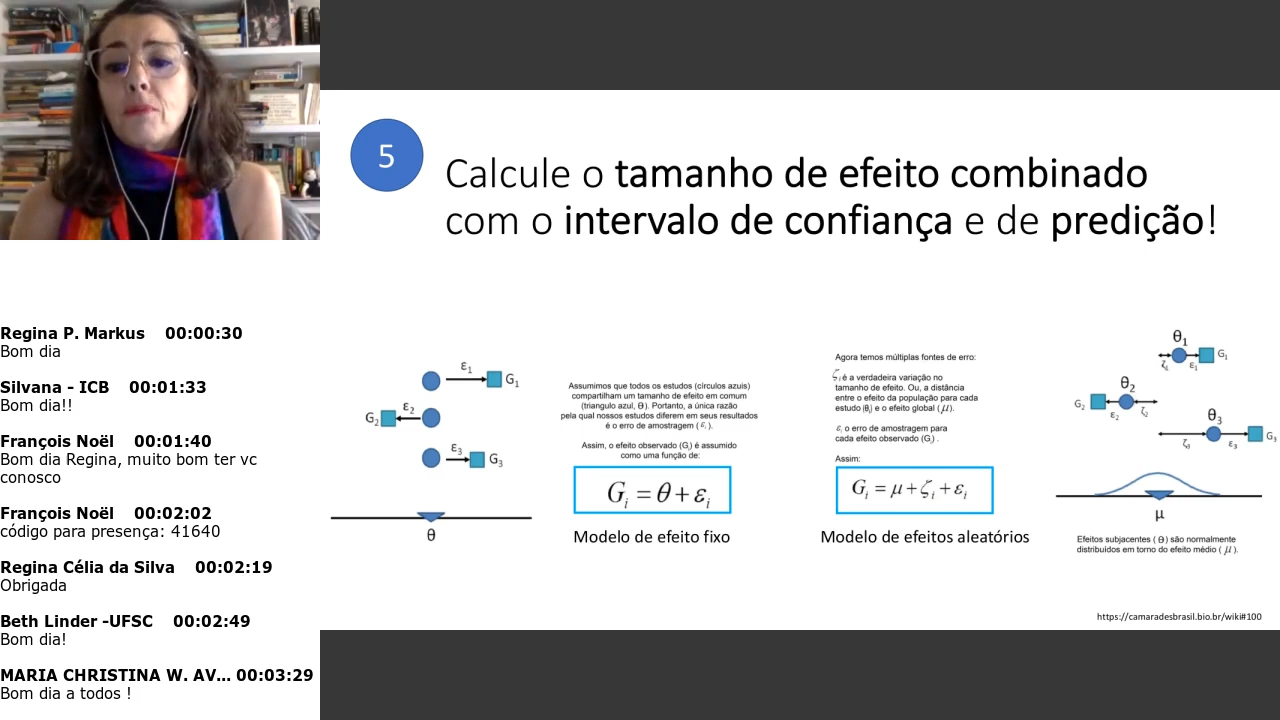 Regina P. Markus 00:00:30
Bom dia
Silvana - ICB 00:01:33
Bom dia!!
François Noël 00:01:40
Bom dia Regina, muito bom ter vc
conosco
François Noël 00:02:02
código para presença: 41640
Regina Célia da Silva 00:02:19
Obrigada
Beth Linder -UFSC 00:02:49
Bom dia!
MARIA CHRISTINA W. AV... 00:03:29
Bom dia a todos !
5
Calcule o tamanho de efeito combinado
com o intervalo de confiança e de predição!
ε1 G1
G2 ε2
ε3 G3
θ
Assumimos que todos os estudos (círculos azuis)
compartilham um tamanho de efeito em comum
(triangulo azul, θ). Portanto, a única razão
pela qual nossos estudos diferem em seus resultados
é o erro de amostragem ( εi ).
Assim, o efeito observado (Gi) é assumido
como uma função de:
Gi = θ + εi
Modelo de efeito fixo
Agora temos múltiplas fontes de erro:
ζi é a verdadeira variação no
tamanho de efeito. Ou, a distância
entre o efeito da população para cada
estudo (θi) e o efeito global (μ).
εi o erro de amostragem para
cada efeito observado (Gi) .
Assim:
Gi = μ + ζi + εi
Modelo de efeitos aleatórios
θ1
G1
ζ1 ε1
θ2
G2
ε2 ζ2
θ3
G3
ζ3 ε3
μ
Efeitos subjacentes ( θ ) são normalmente
distribuídos em torno do efeito médio ( μ ).
https://camaradesbrasil.bio.br/wiki#100